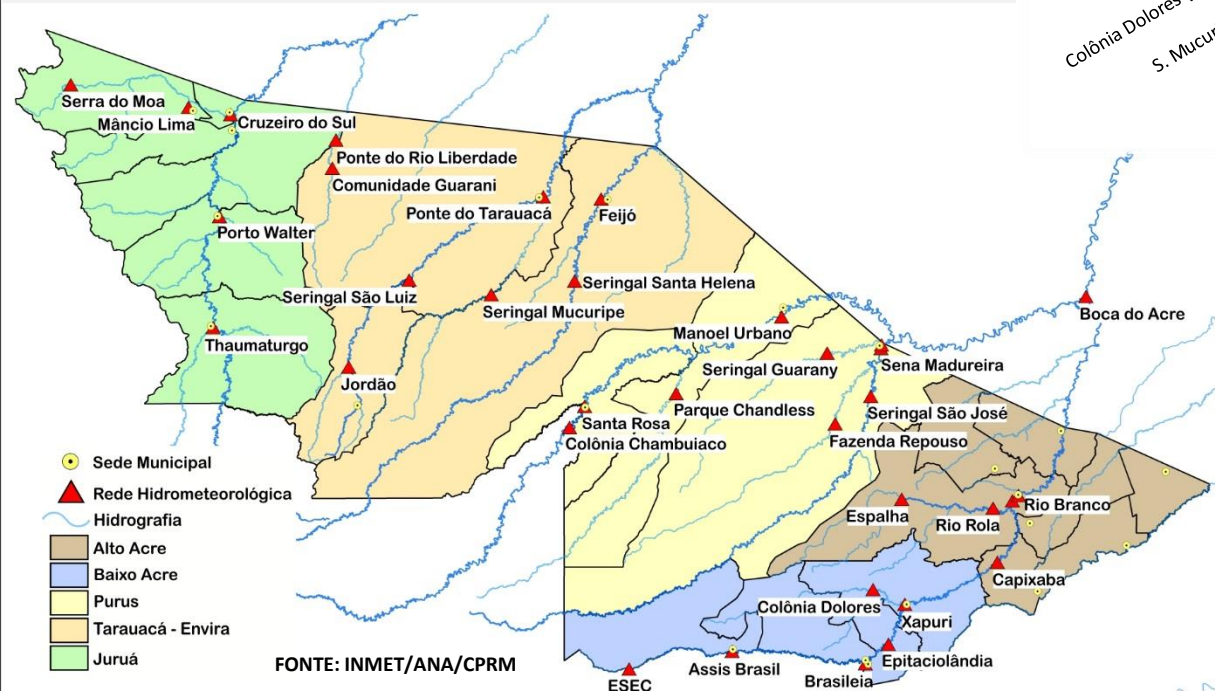 Colônia Dolores
S. Mucur
Serra do Moa
Mâncio Lima
Cruzeiro do Sul
Ponte do Rio Liberdade
Comunidade Guarani
Ponte do Tarauacá
Feijó
Porto Walter
Seringal São Luiz
Seringal Santa Helena
Seringal Mucuripe
Thaumaturgo
Jordão
Manoel Urbano
Boca do Acre
Seringal Guarany
Sena Madureira
Parque Chandless
Seringal São José
Santa Rosa
Colônia Chambuiaco
Fazenda Repouso
Espalha
Rio Rola
Rio Branco
Capixaba
Colônia Dolores
Xapuri
Epitaciolândia
Assis Brasil
Brasileia
ESEC
Sede Municipal
Rede Hidrometeorológica
Hidrografia
Alto Acre
Baixo Acre
Purus
Tarauacá - Envira
Juruá
FONTE: INMET/ANA/CPRM